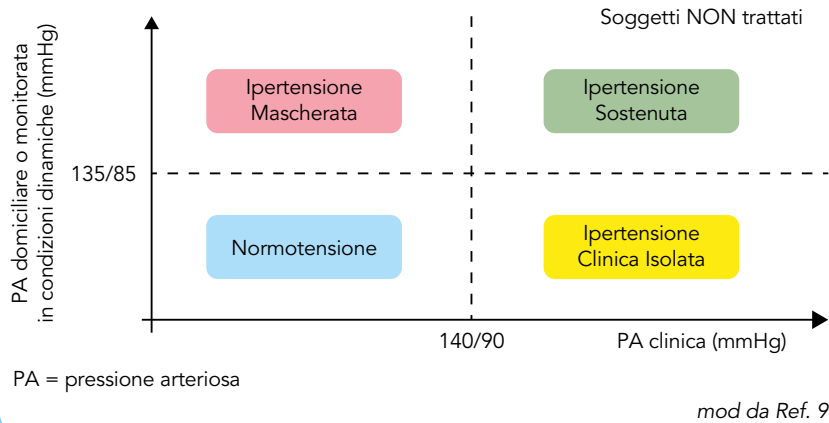 Soggetti NON trattati
PA domiciliare o monitorata
in condizioni dinamiche (mmHg)
Ipertensione
Mascherata
Ipertensione
Sostenuta
135/85
Normotensione
Ipertensione
Clinica Isolata
140/90
PA clinica (mmHg)
PA = pressione arteriosa
mod da Ref. 9